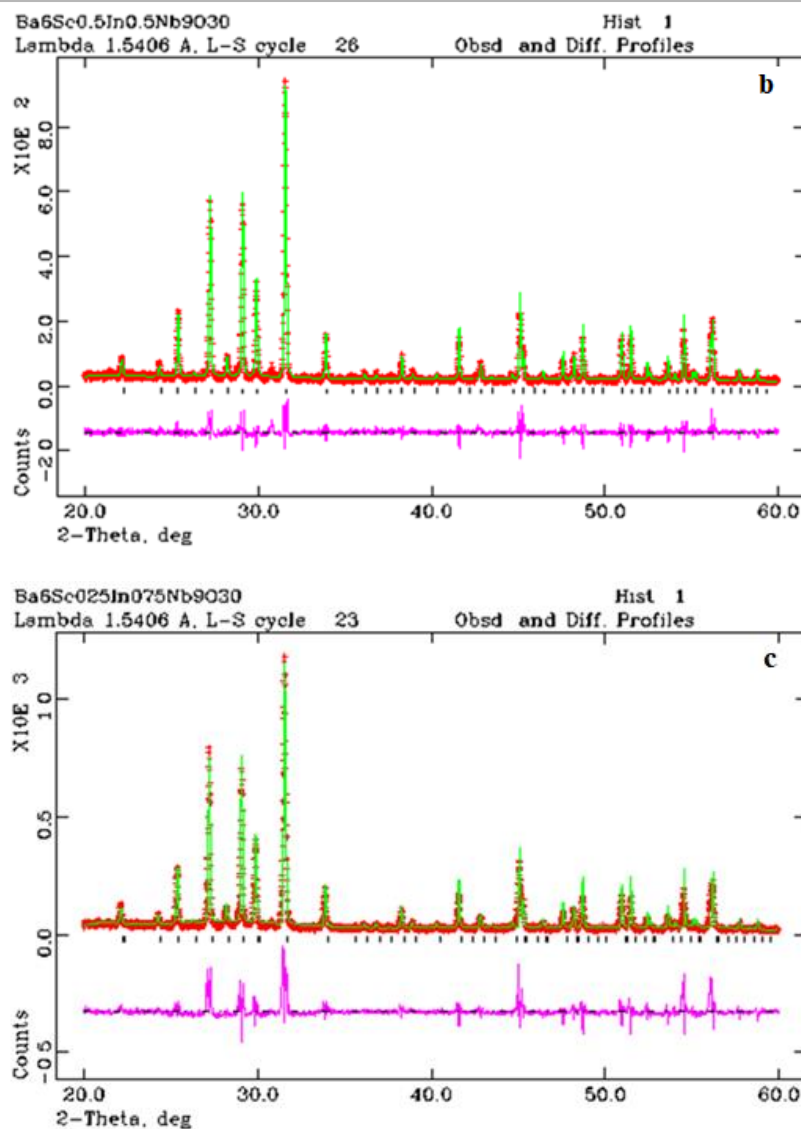 Ba6Sc0.5In0.5Nb9O30 Hist 1
Lambda 1.5406 A, L-S cycle 26 Obsd and Diff. Profiles
b
X10E 2
8.0
6.0
4.0
2.0
0.0
-2.0
Counts
20.0 30.0 40.0 50.0 60.0
2-Theta, deg
Ba6Sc025In075Nb9O30 Hist 1
Lambda 1.5406 A, L-S cycle 23 Obsd and Diff. Profiles
c
X10E 3
1.0
0.5
0.0
-0.5
Counts
20.0 30.0 40.0 50.0 60.0
2-Theta, deg